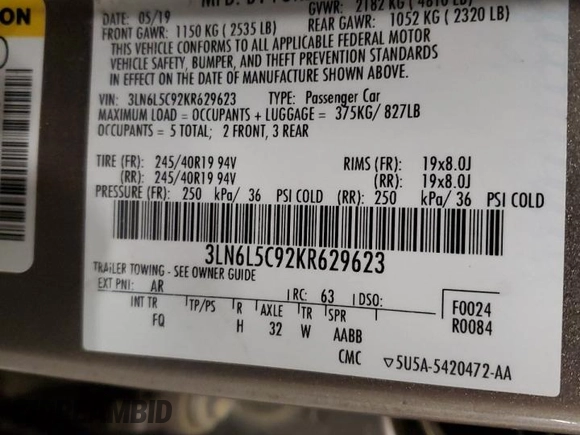 ON
DATE: 05/19
GVWR: 2182 KG (4810 LB)
FRONT GAWR: 1150 KG (2535 LB)
REAR GAWR: 1052 KG (2320 LB)
THIS VEHICLE CONFORMS TO ALL APPLICABLE FEDERAL MOTOR
VEHICLE SAFETY, BUMPER, AND THEFT PREVENTION STANDARDS
IN EFFECT ON THE DATE OF MANUFACTURE SHOWN ABOVE.
VIN: 3LN6L5C92KR629623 TYPE: Passenger Car
MAXIMUM LOAD = OCCUPANTS + LUGGAGE = 375KG/ 827LB
OCCUPANTS = 5 TOTAL; 2 FRONT, 3 REAR
TIRE (FR): 245/40R19 94V RIMS (FR): 19x8.0J
(RR): 245/40R19 94V (RR): 19x8.0J
PRESSURE (FR): 250 kPa/ 36 PSI COLD (RR): 250 kPa/ 36 PSI COLD
3LN6L5C92KR629623
TRAILER TOWING - SEE OWNER GUIDE
EXT PNT: AR RC: 63 DSO: F0024
INT TR TP/PS R AXLE TR SPR R0084
FQ H 32 W AABB
CMC ▽5U5A-5420472-AA